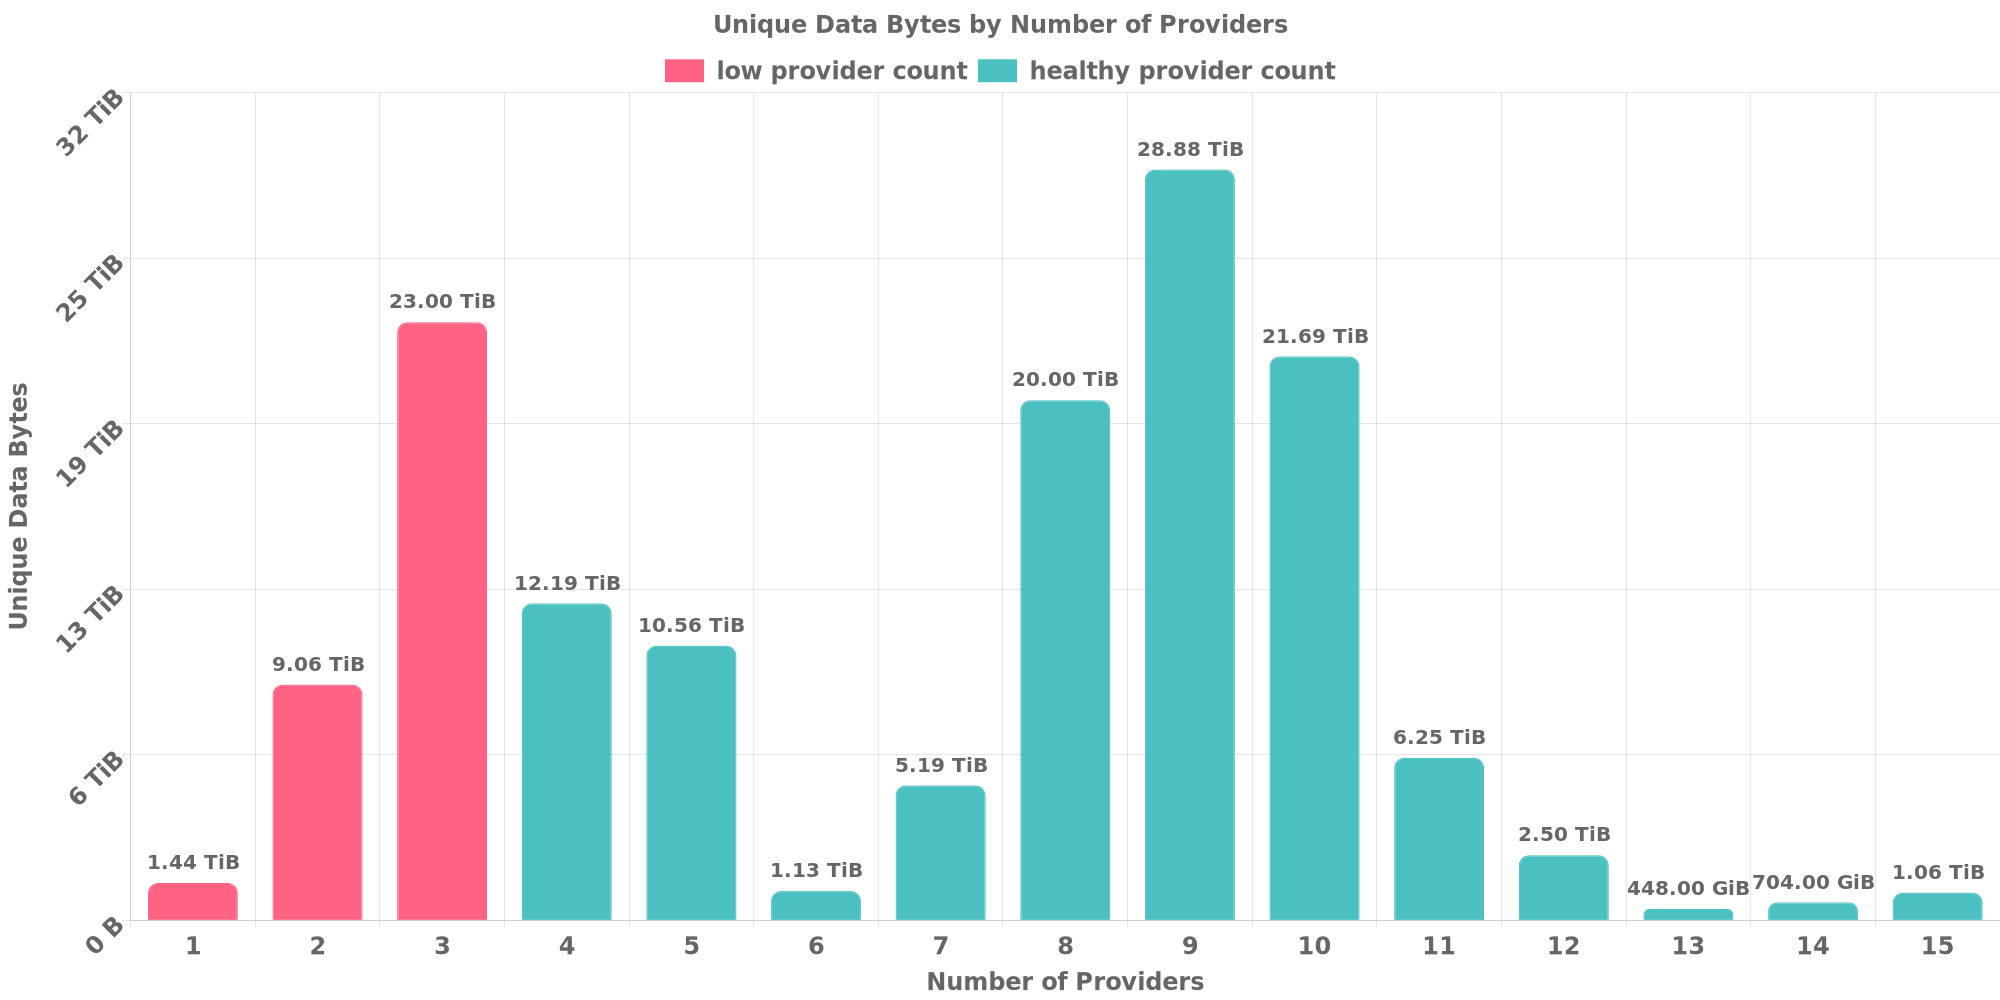 Unique Data Bytes by Number of Providers
low provider count healthy provider count
32 TiB
25 TiB
19 TiB
13 TiB
6 TiB
0 B
Unique Data Bytes
1.44 TiB
9.06 TiB
23.00 TiB
12.19 TiB
10.56 TiB
1.13 TiB
5.19 TiB
20.00 TiB
28.88 TiB
21.69 TiB
6.25 TiB
2.50 TiB
448.00 GiB
704.00 GiB
1.06 TiB
1 2 3 4 5 6 7 8 9 10 11 12 13 14 15
Number of Providers